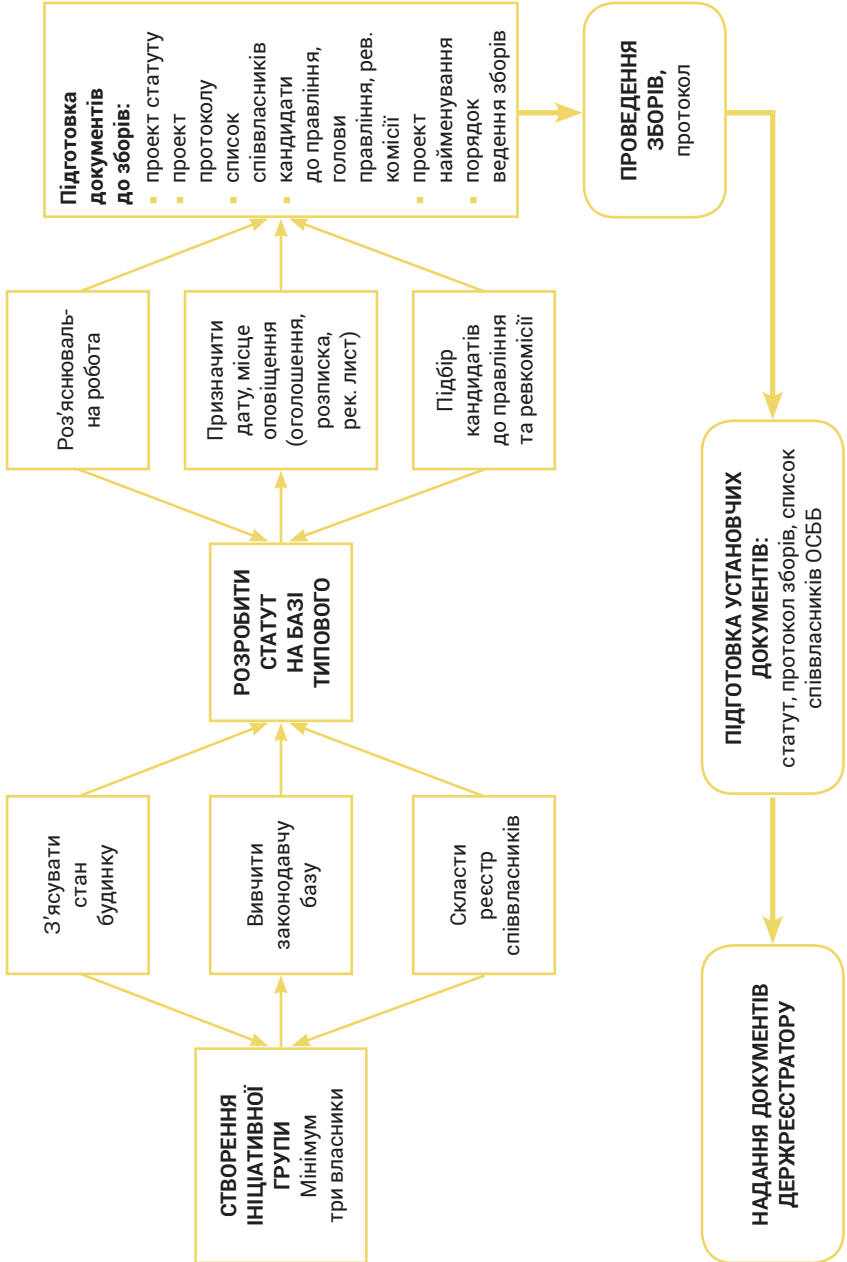 СТВОРЕННЯ
ІНІЦІАТИВНОЇ
ГРУПИ
Мінімум
три власники
З'ясувати
стан
будинку
Вивчити
законодавчу
базу
Скласти
реєстр
співвласників
РОЗРОБИТИ
СТАТУТ
НА БАЗІ
ТИПОВОГО
Роз'яснюваль-
на робота
Призначити
дату, місце
оповіщення
(оголошення,
розписка,
рек. лист)
Підбір
кандидатів
до правління
та ревкомісії
Підготовка
документів
до зборів:
▪ проект статуту
▪ проект
протоколу
▪ список
співвласників
▪ кандидати
до правління,
голови
правління, рев.
комісії
▪ проект
найменування
▪ порядок
ведення зборів
ПРОВЕДЕННЯ
ЗБОРІВ,
протокол
ПІДГОТОВКА УСТАНОВЧИХ
ДОКУМЕНТІВ:
статут, протокол зборів, список
співвласників ОСББ
НАДАННЯ ДОКУМЕНТІВ
ДЕРЖРЕЄСТРАТОРУ